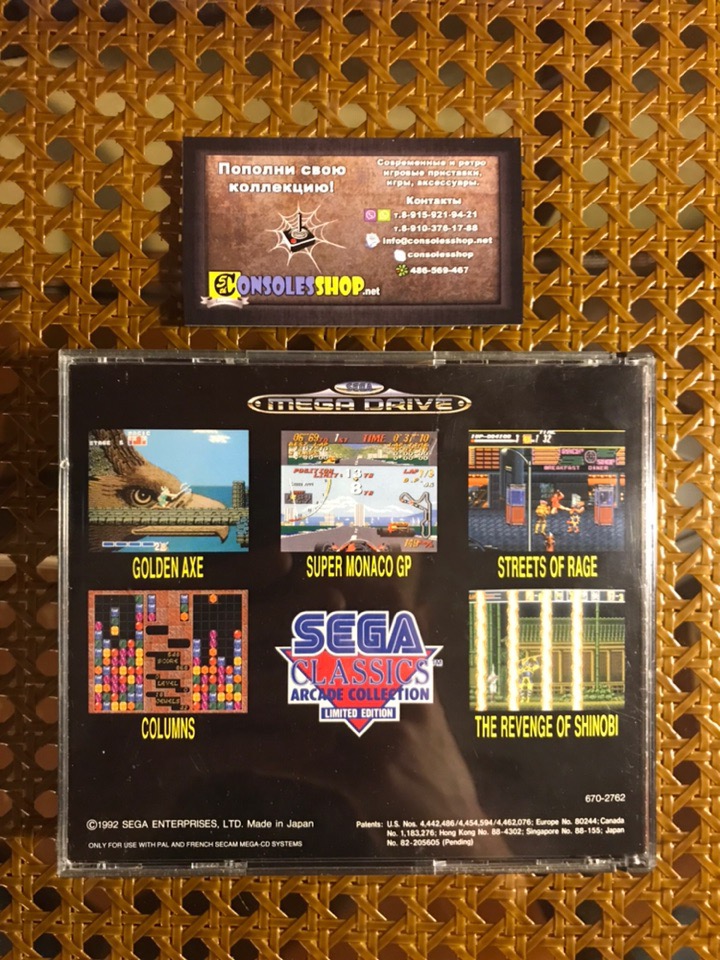 Пополни свою
коллекцию!
Современные и ретро
игровые приставки,
игры, аксессуары.
Контакты
т.8-915-921-94-21
т.8-910-378-17-88
info@consolesshop.net
consolesshop
486-569-467
CONSOLESSHOP.net
SEGA
MEGA DRIVE
GOLDEN AXE
SUPER MONACO GP
STREETS OF RAGE
SEGA
CLASSICS™
ARCADE COLLECTION
LIMITED EDITION
COLUMNS
THE REVENGE OF SHINOBI
670-2762
©1992 SEGA ENTERPRISES, LTD. Made in Japan
ONLY FOR USE WITH PAL AND FRENCH SECAM MEGA-CD SYSTEMS
Patents: U.S. Nos. 4,442,486/4,454,594/4,462,076; Europe No. 80244; Canada
No. 1,183,276; Hong Kong No. 88-4302; Singapore No. 88-155; Japan
No. 82-205605 (Pending)